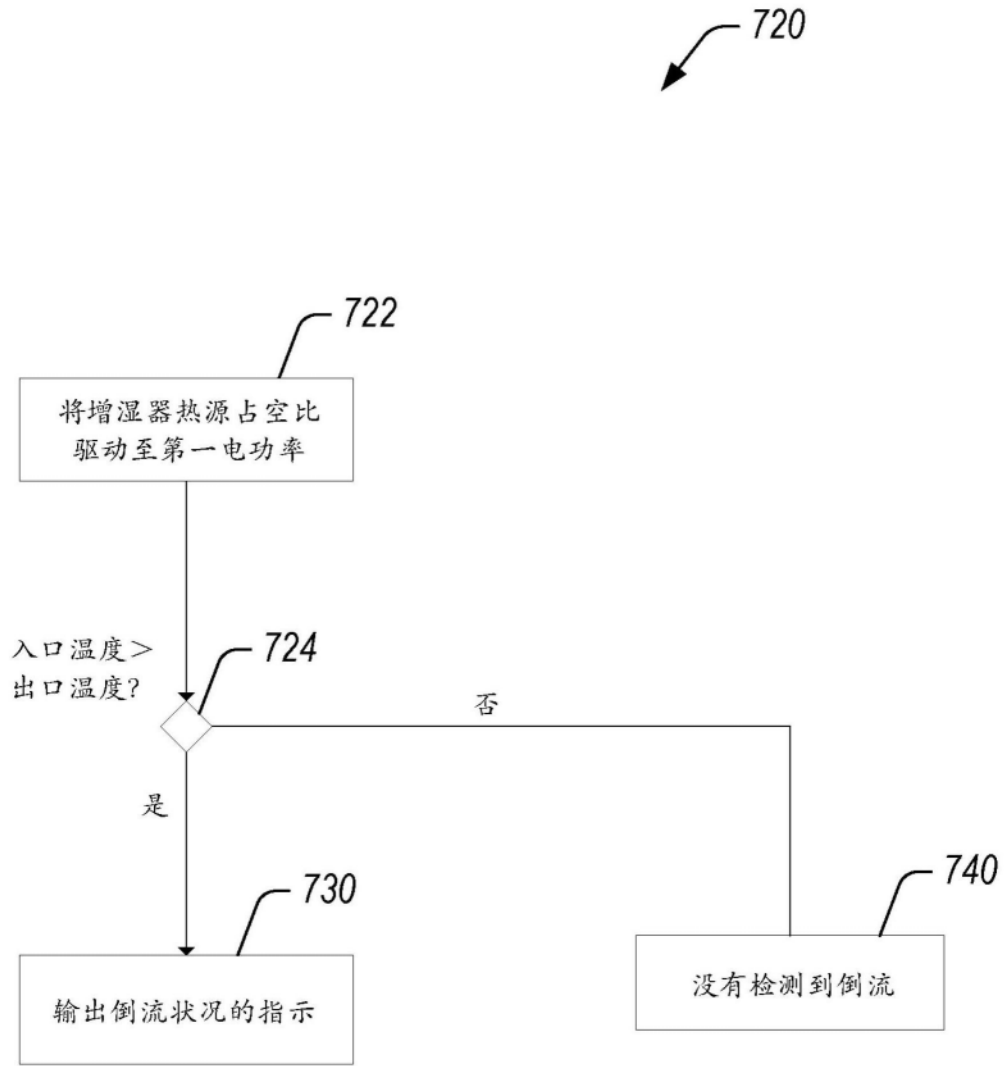 720
722
将增湿器热源占空比
驱动至第一电功率
入口温度>
出口温度?
724
否
是
730
输出倒流状况的指示
740
没有检测到倒流